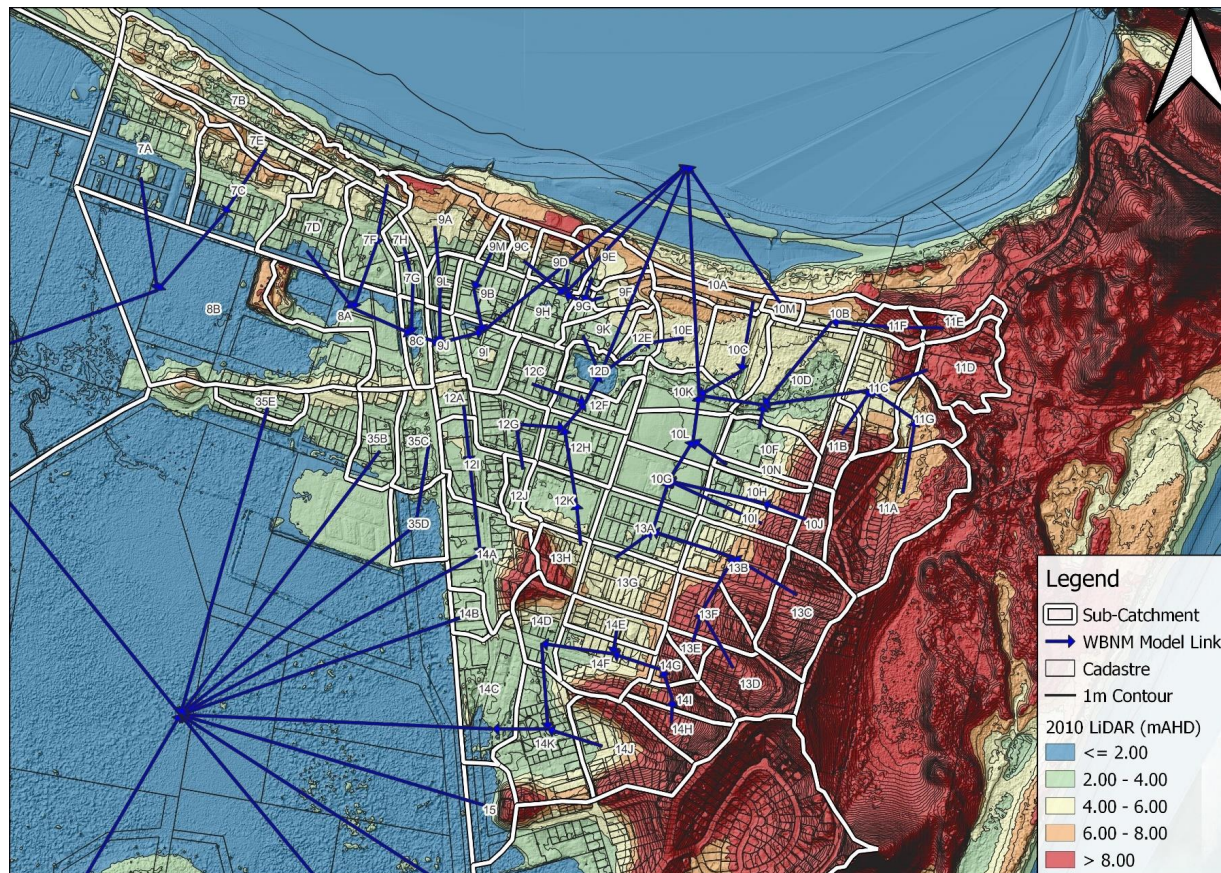 7B
7A
7E
7C
9A
7D
7F
7H
9M
9C
9D
9E
7G
9L
9B
9F
10A
9G
9H
10M
10B
8B
8A
11F
11E
8C
9J
9I
9K
12E
10E
10C
12D
11D
12C
10D
11C
10K
12A
12F
35E
11G
12G
10L
11B
35B
35C
12H
10F
12I
10N
10G
12J
10H
12K
11A
35D
10I
10J
13A
14A
13H
13B
13G
13C
14B
13F
14D
14E
13E
14F
14G
13D
14C
14I
14H
14K
14J
15
Legend
Sub-Catchment
WBNM Model Link
Cadastre
1m Contour
2010 LiDAR (mAHD)
<= 2.00
2.00 - 4.00
4.00 - 6.00
6.00 - 8.00
> 8.00